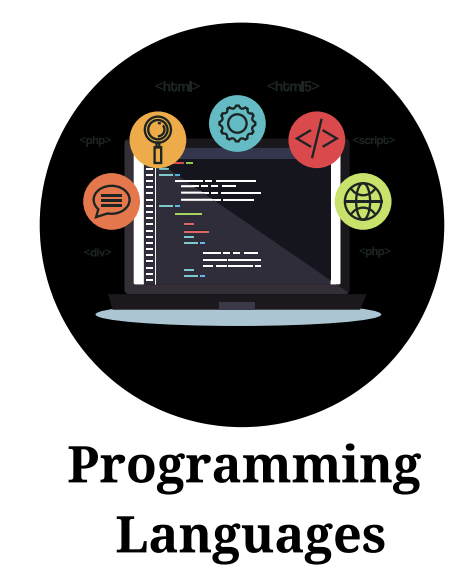 <html> <html5>
<php> <script>
</>
<div> <php>
Programming
Languages